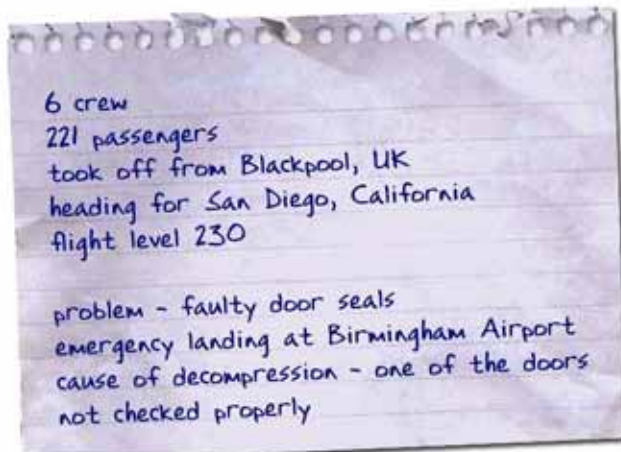 6 crew
221 passengers
took off from Blackpool, UK
heading for San Diego, California
flight level 230
problem - faulty door seals
emergency landing at Birmingham Airport
cause of decompression - one of the doors
not checked properly